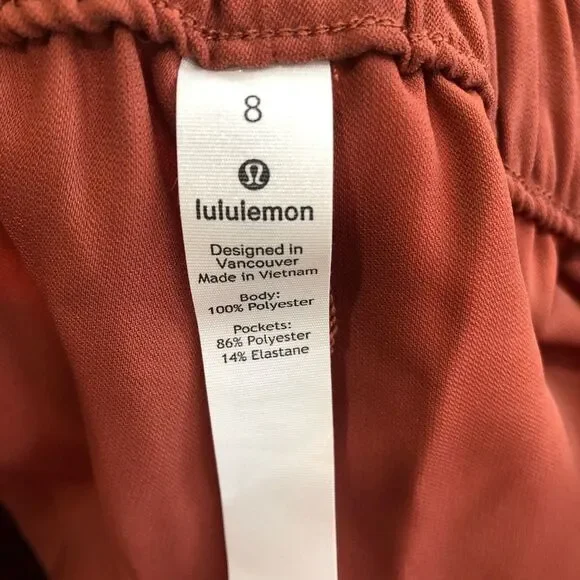 8
lululemon
Designed in
Vancouver
Made in Vietnam
Body:
100% Polyester
Pockets:
86% Polyester
14% Elastane